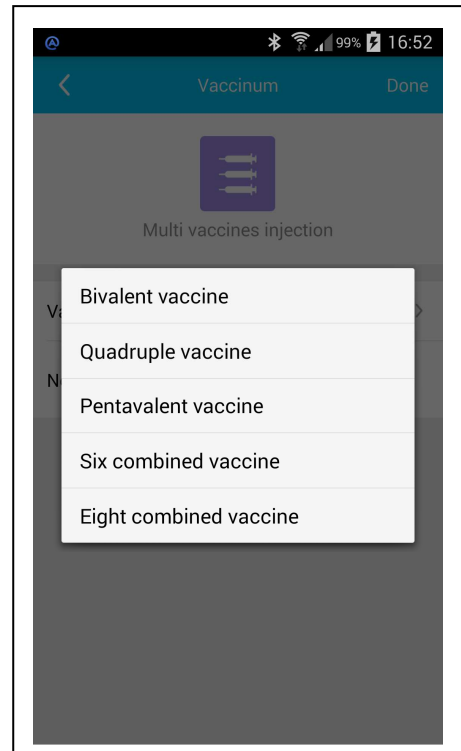 99% 16:52
Vaccinum Done
Multi vaccines injection
Bivalent vaccine
Va
Quadruple vaccine
Pentavalent vaccine
Six combined vaccine
Eight combined vaccine